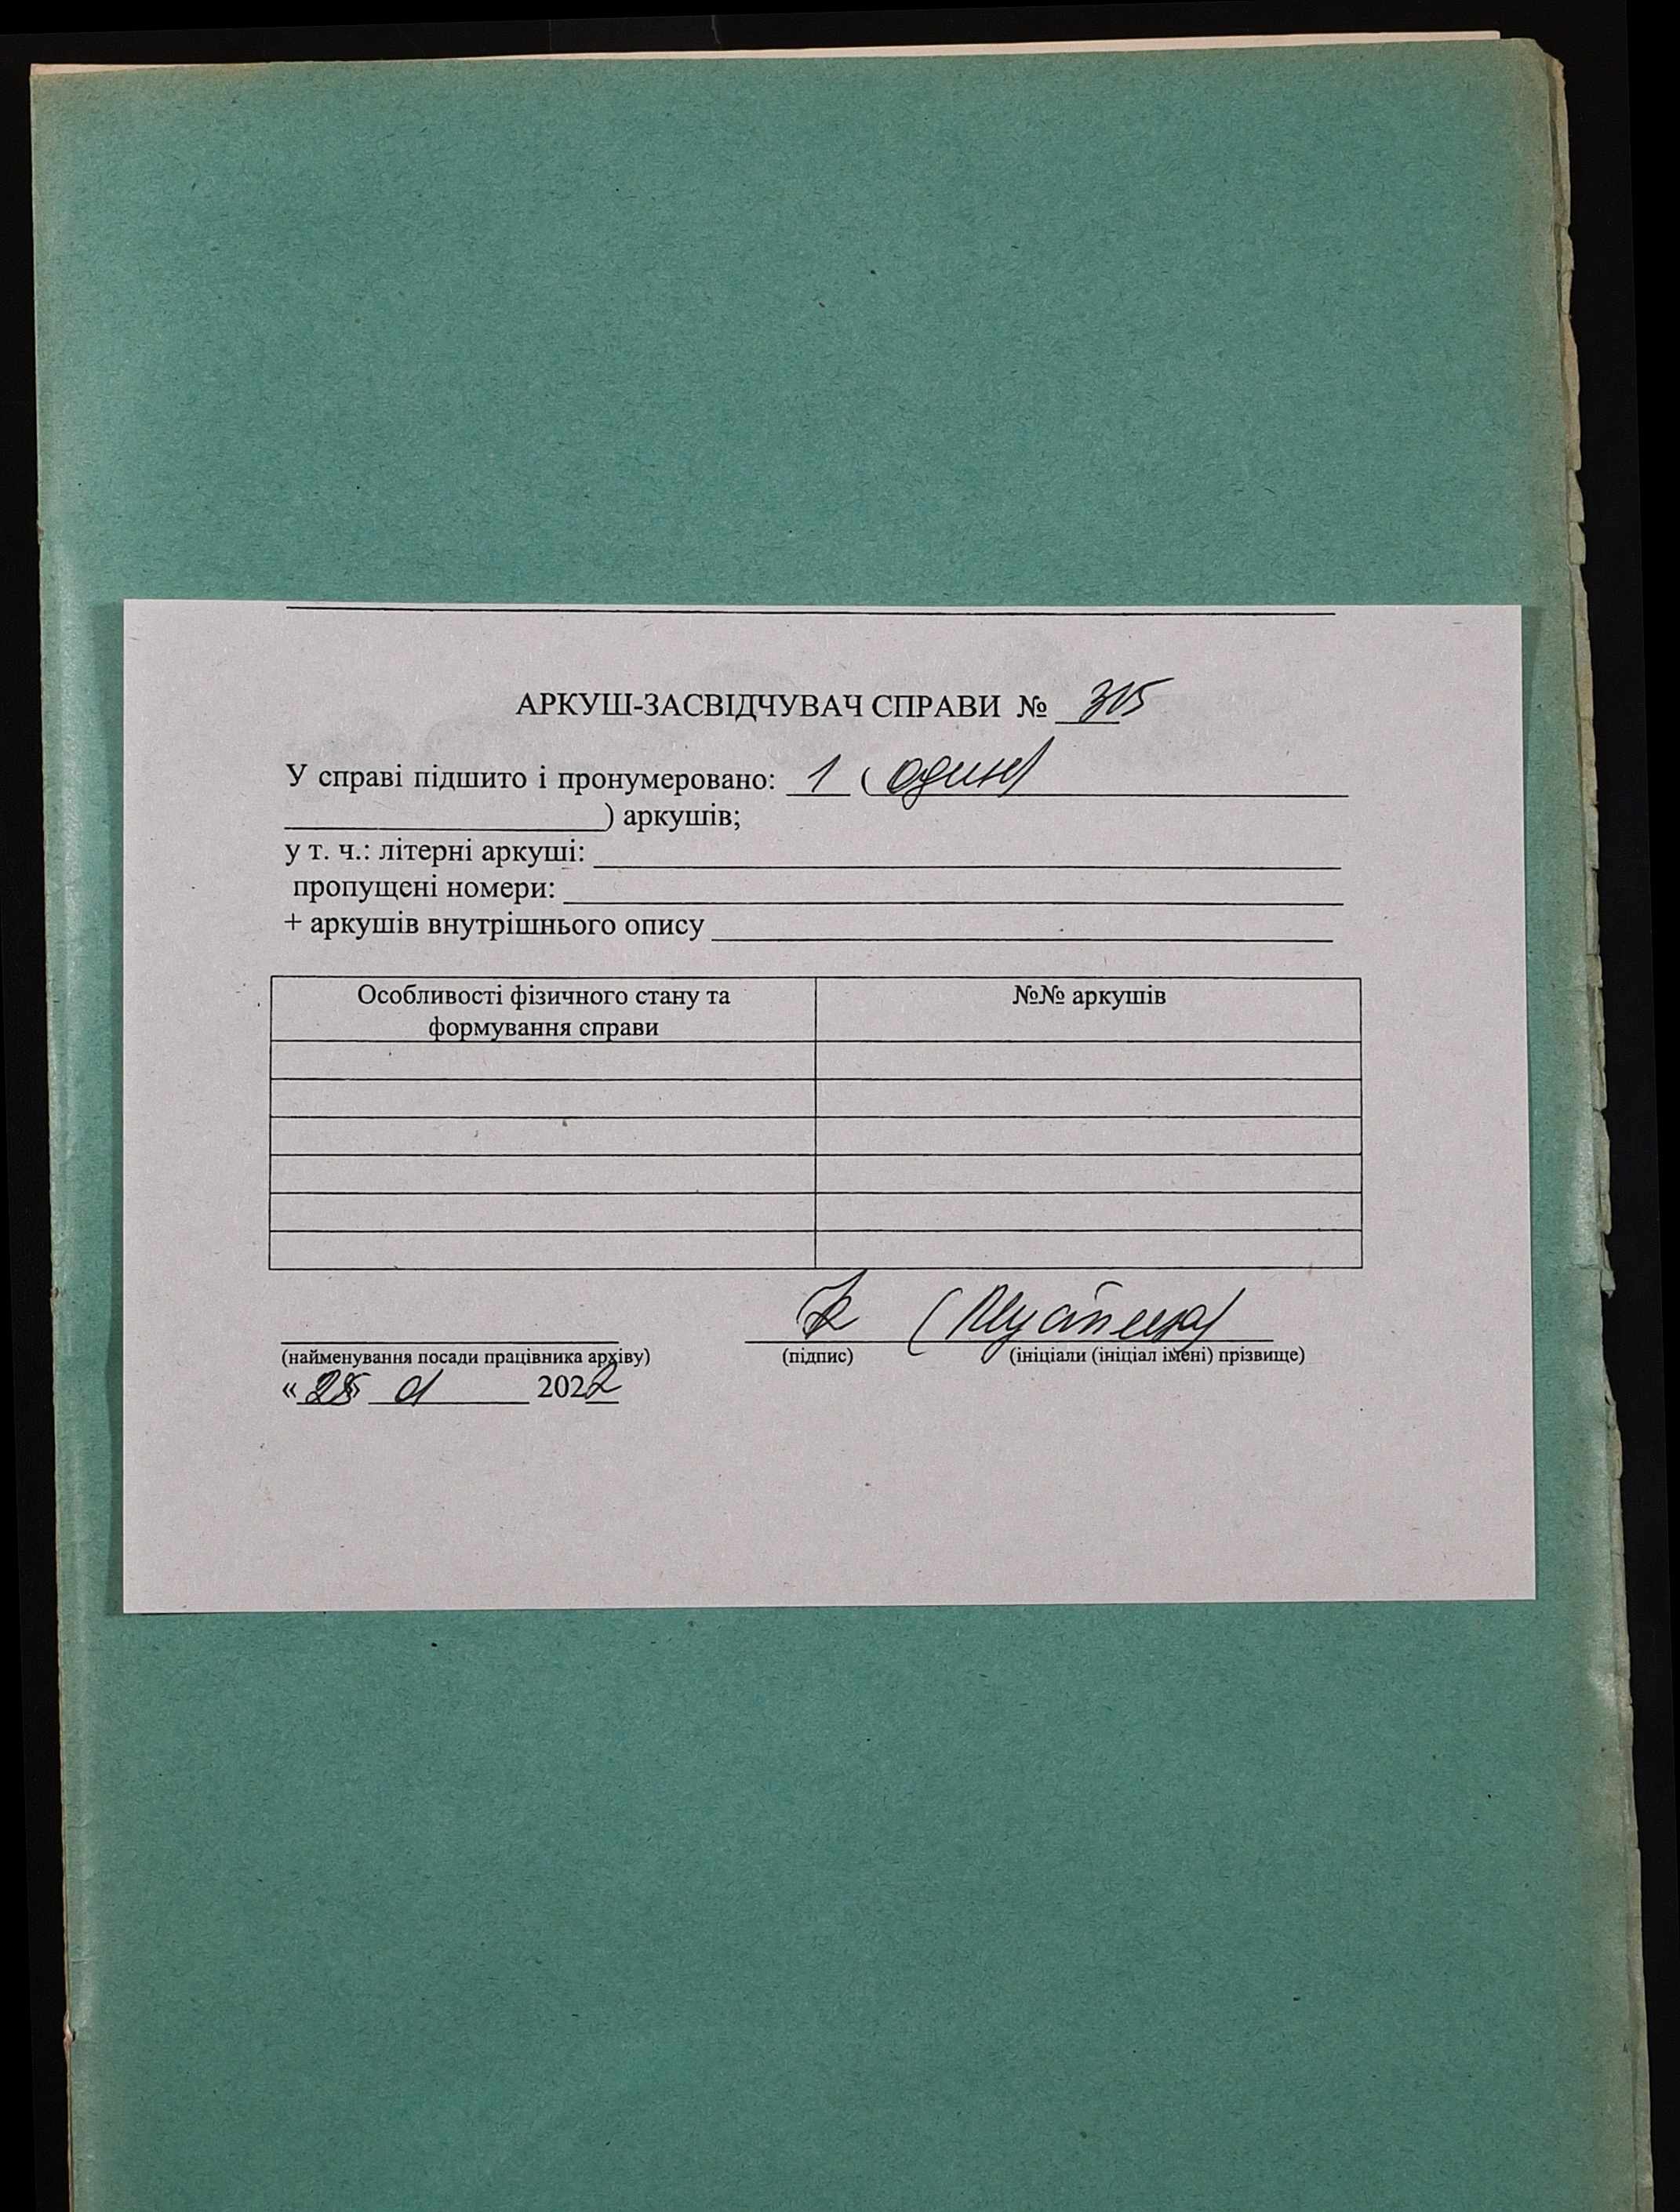 АРКУШ-ЗАСВІДЧУВАЧ СПРАВИ № 315
У справі підшито і пронумеровано: 1 ( один)
) аркушів;
у т. ч.: літерні аркуші:
пропущені номери:
+ аркушів внутрішнього опису
Особливості фізичного стану та
формування справи
№№ аркушів
(найменування посади працівника архіву)
(підпис)
(ініціали (ініціал імені) прізвище)
« 25 » 01 2022